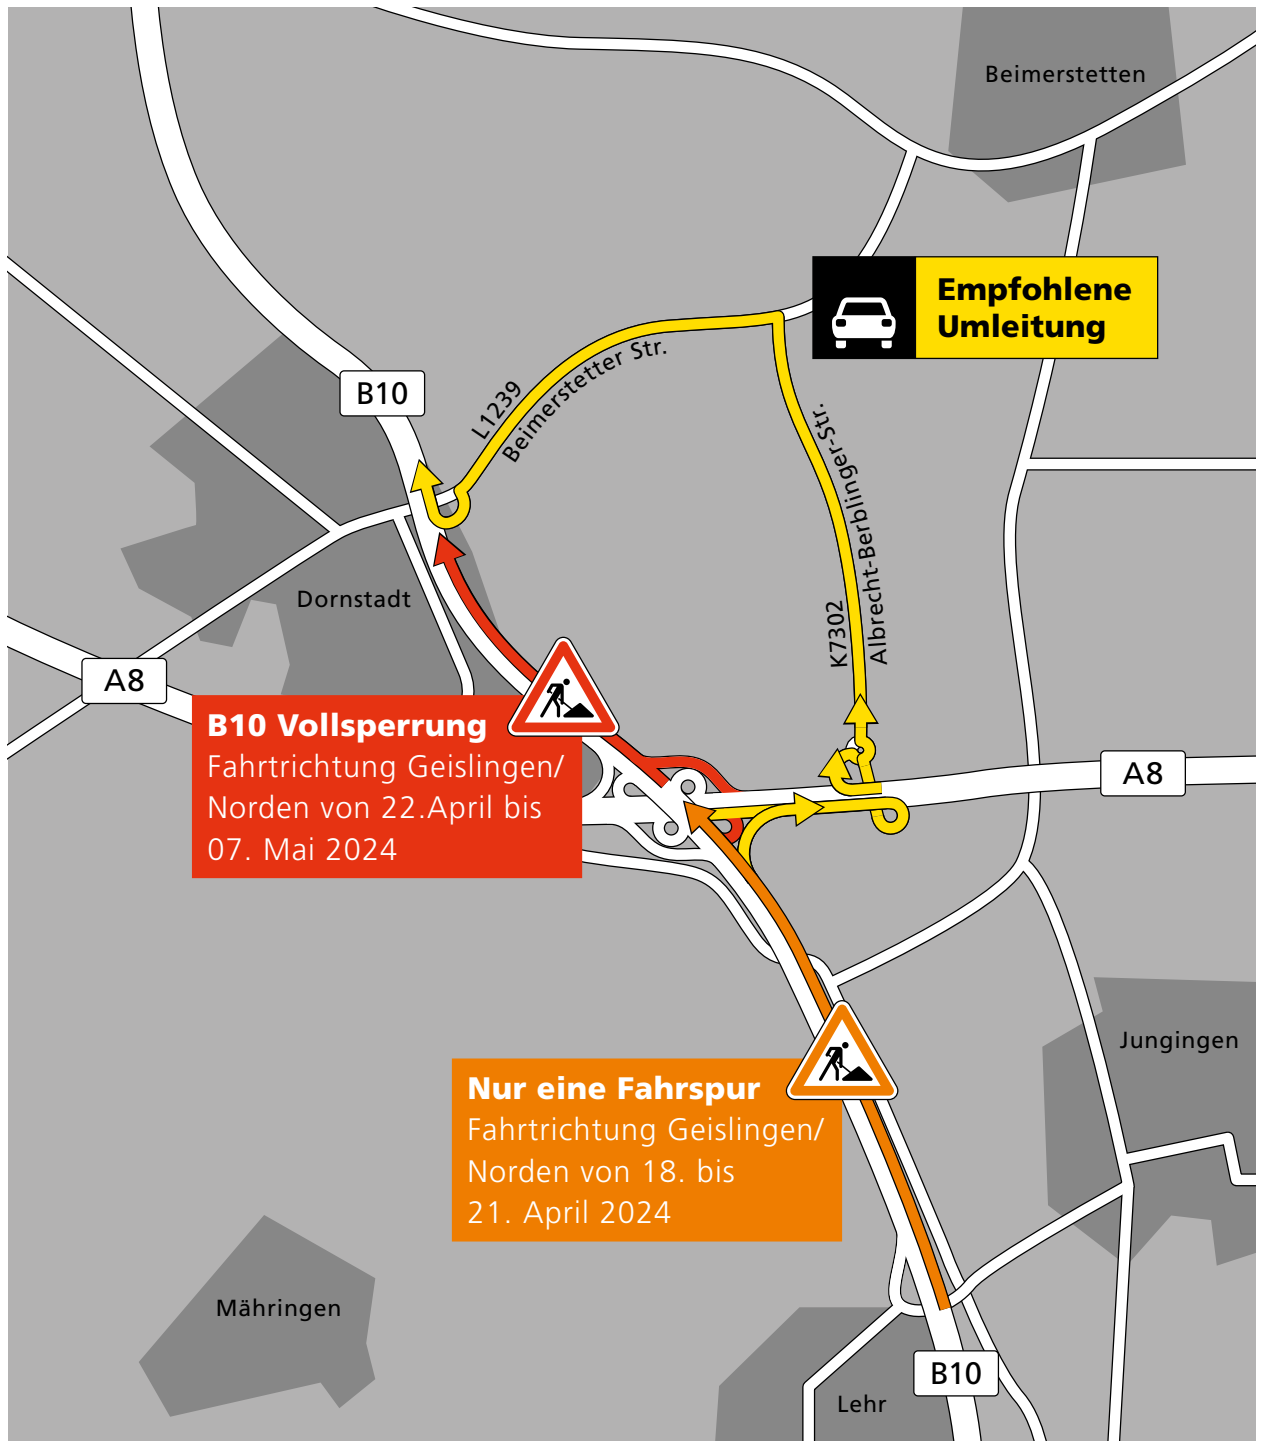 Beimerstetten
Empfohlene
Umleitung
B10
L1239
Beimerstetter Str.
K7302
Albrecht-Berblinger-Str.
Dornstadt
A8
B10 Vollsperrung
Fahrtrichtung Geislingen/
Norden von 22.April bis
07. Mai 2024
A8
Jungingen
Nur eine Fahrspur
Fahrtrichtung Geislingen/
Norden von 18. bis
21. April 2024
Mähringen
B10
Lehr